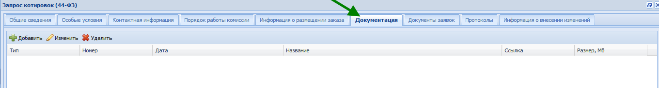 Запрос котировок (44-ФЗ)
Общие сведения Особые условия Контактная информация Порядок работы комиссии Информация о размещении заказа Документация Документы заявок Протоколы Информация о внесении изменений
Добавить Изменить Удалить
Тип Номер Дата Название Ссылка Размер, Мб